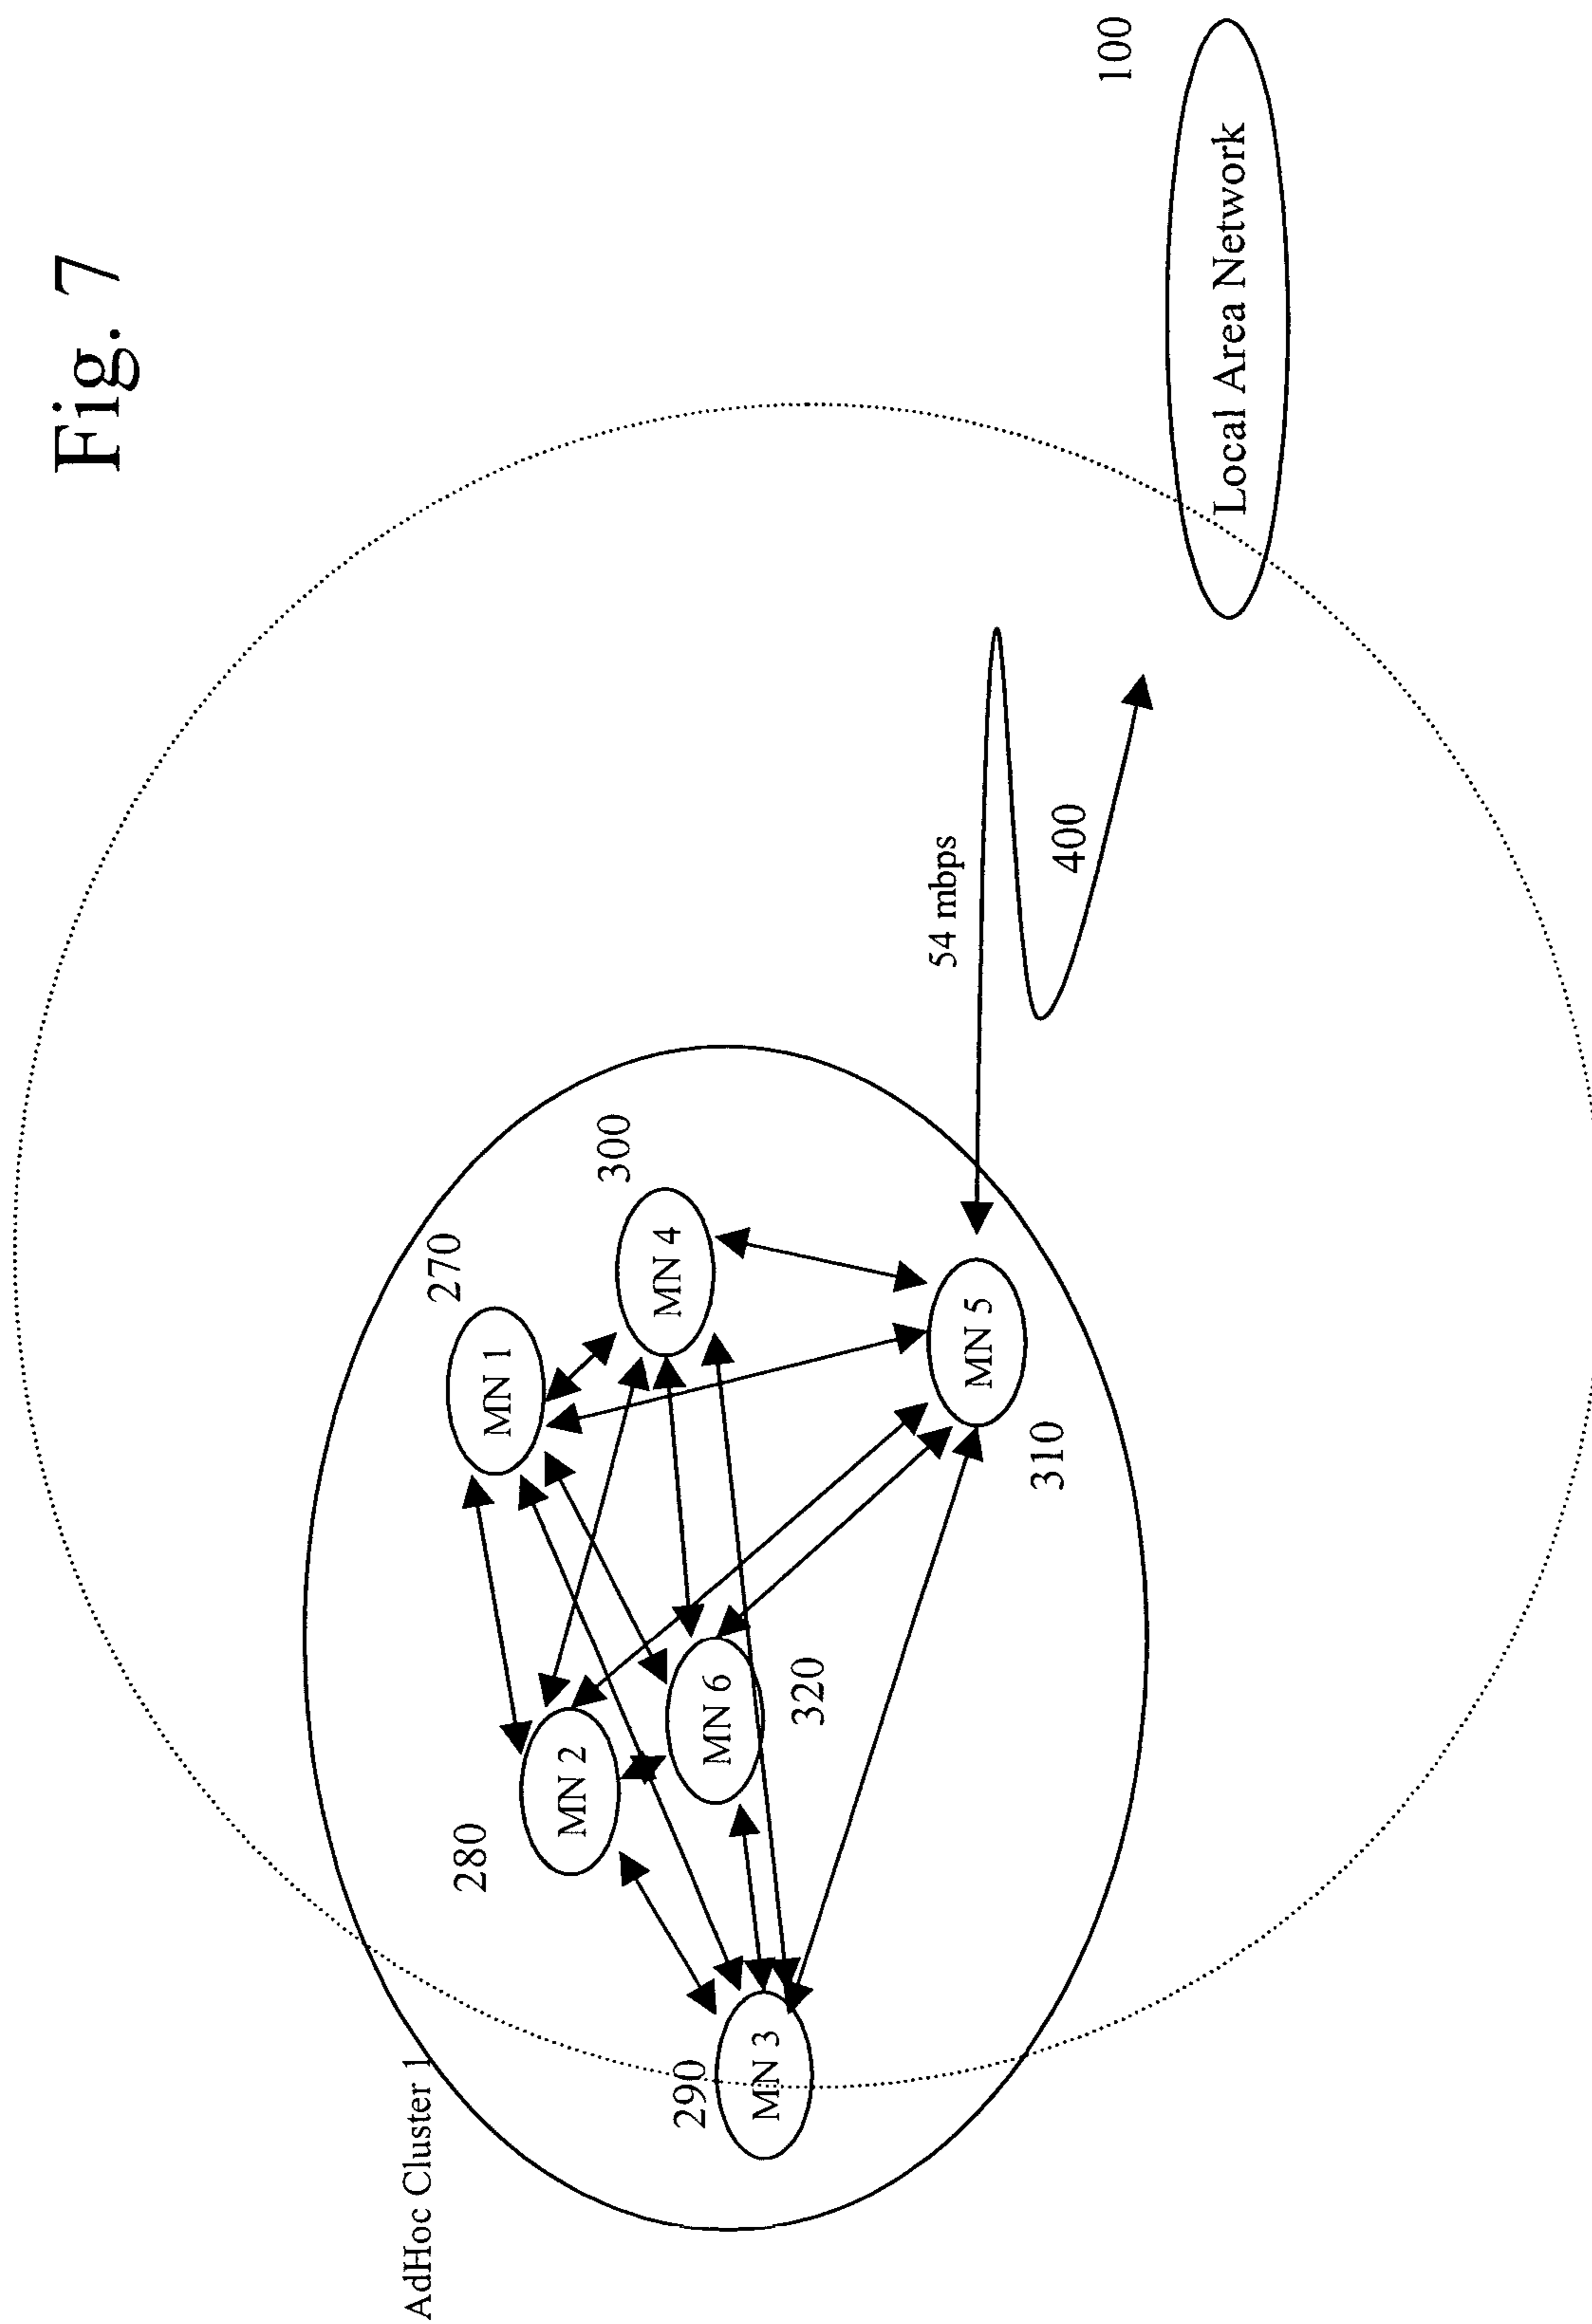 Fig. 7
AdHoc Cluster 1
270
MN 1
280
MN 2
300
MN 4
290
MN 3
MN 6
320
MN 5
310
54 mbps
400
100
Local Area Network